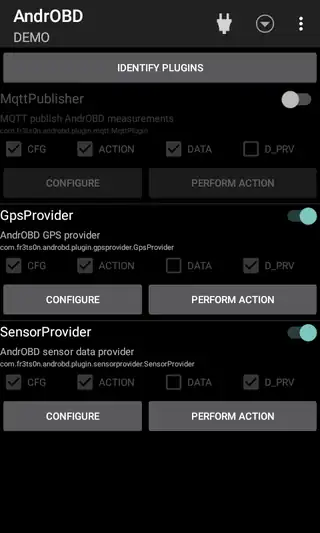 AndrOBD
DEMO
IDENTIFY PLUGINS
MqttPublisher
MQTT publish AndrOBD measurements
com.fr3ts0n.androbd.plugin.mqtt.MqttPlugin
CFG ACTION DATA D_PRV
CONFIGURE PERFORM ACTION
GpsProvider
AndrOBD GPS provider
com.fr3ts0n.androbd.plugin.gpsprovider.GpsProvider
CFG ACTION DATA D_PRV
CONFIGURE PERFORM ACTION
SensorProvider
AndrOBD sensor data provider
com.fr3ts0n.androbd.plugin.sensorprovider.SensorProvider
CFG ACTION DATA D_PRV
CONFIGURE PERFORM ACTION